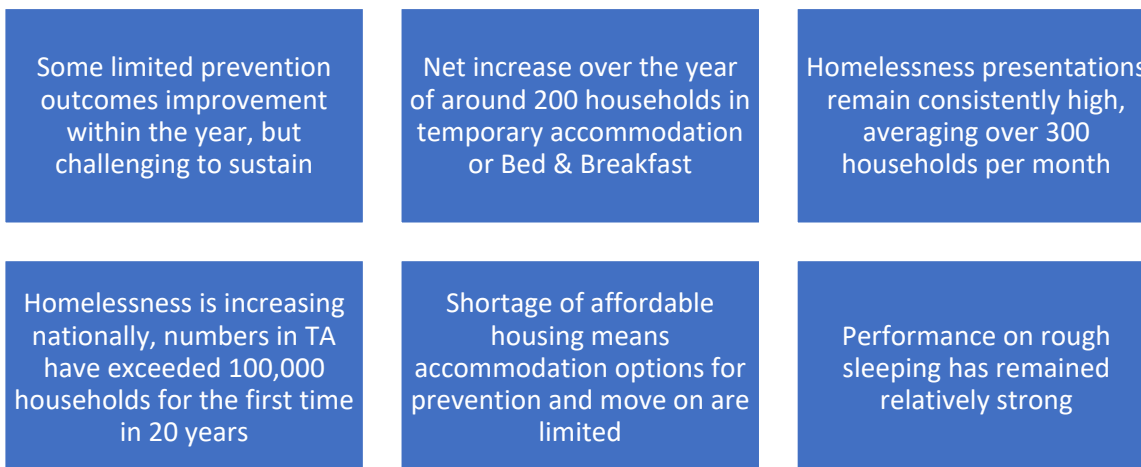 Some limited prevention
outcomes improvement
within the year, but
challenging to sustain
Net increase over the year
of around 200 households in
temporary accommodation
or Bed & Breakfast
Homelessness presentations
remain consistently high,
averaging over 300
households per month
Homelessness is increasing
nationally, numbers in TA
have exceeded 100,000
households for the first time
in 20 years
Shortage of affordable
housing means
accommodation options for
prevention and move on are
limited
Performance on rough
sleeping has remained
relatively strong